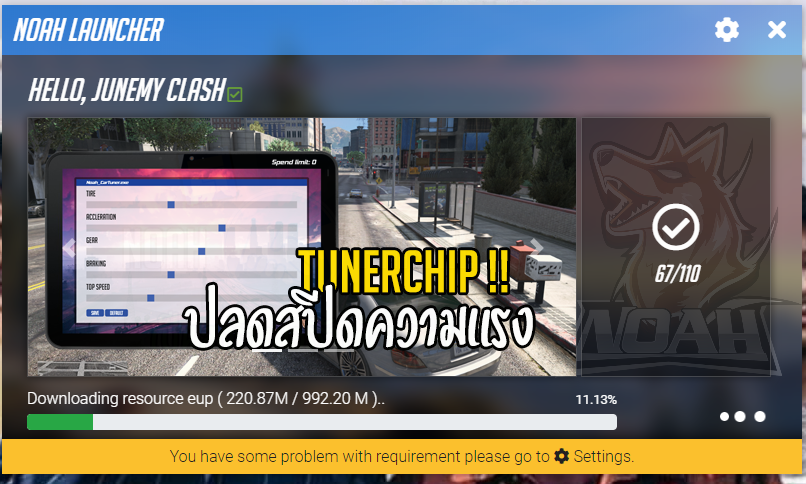 NOAH LAUNCHER
HELLO, JUNEMY CLASH
Spend limit: 0
Noah_CarTuner.exe
TIRE
ACCLERATION
GEAR
BRAKING
TOP SPEED
SAVE
DEFAULT
TUNERCHIP !!
ปลดสปีดความแรง
67/110
NOAH
Downloading resource eup ( 220.87M / 992.20 M )..
11.13%
You have some problem with requirement please go to Settings.